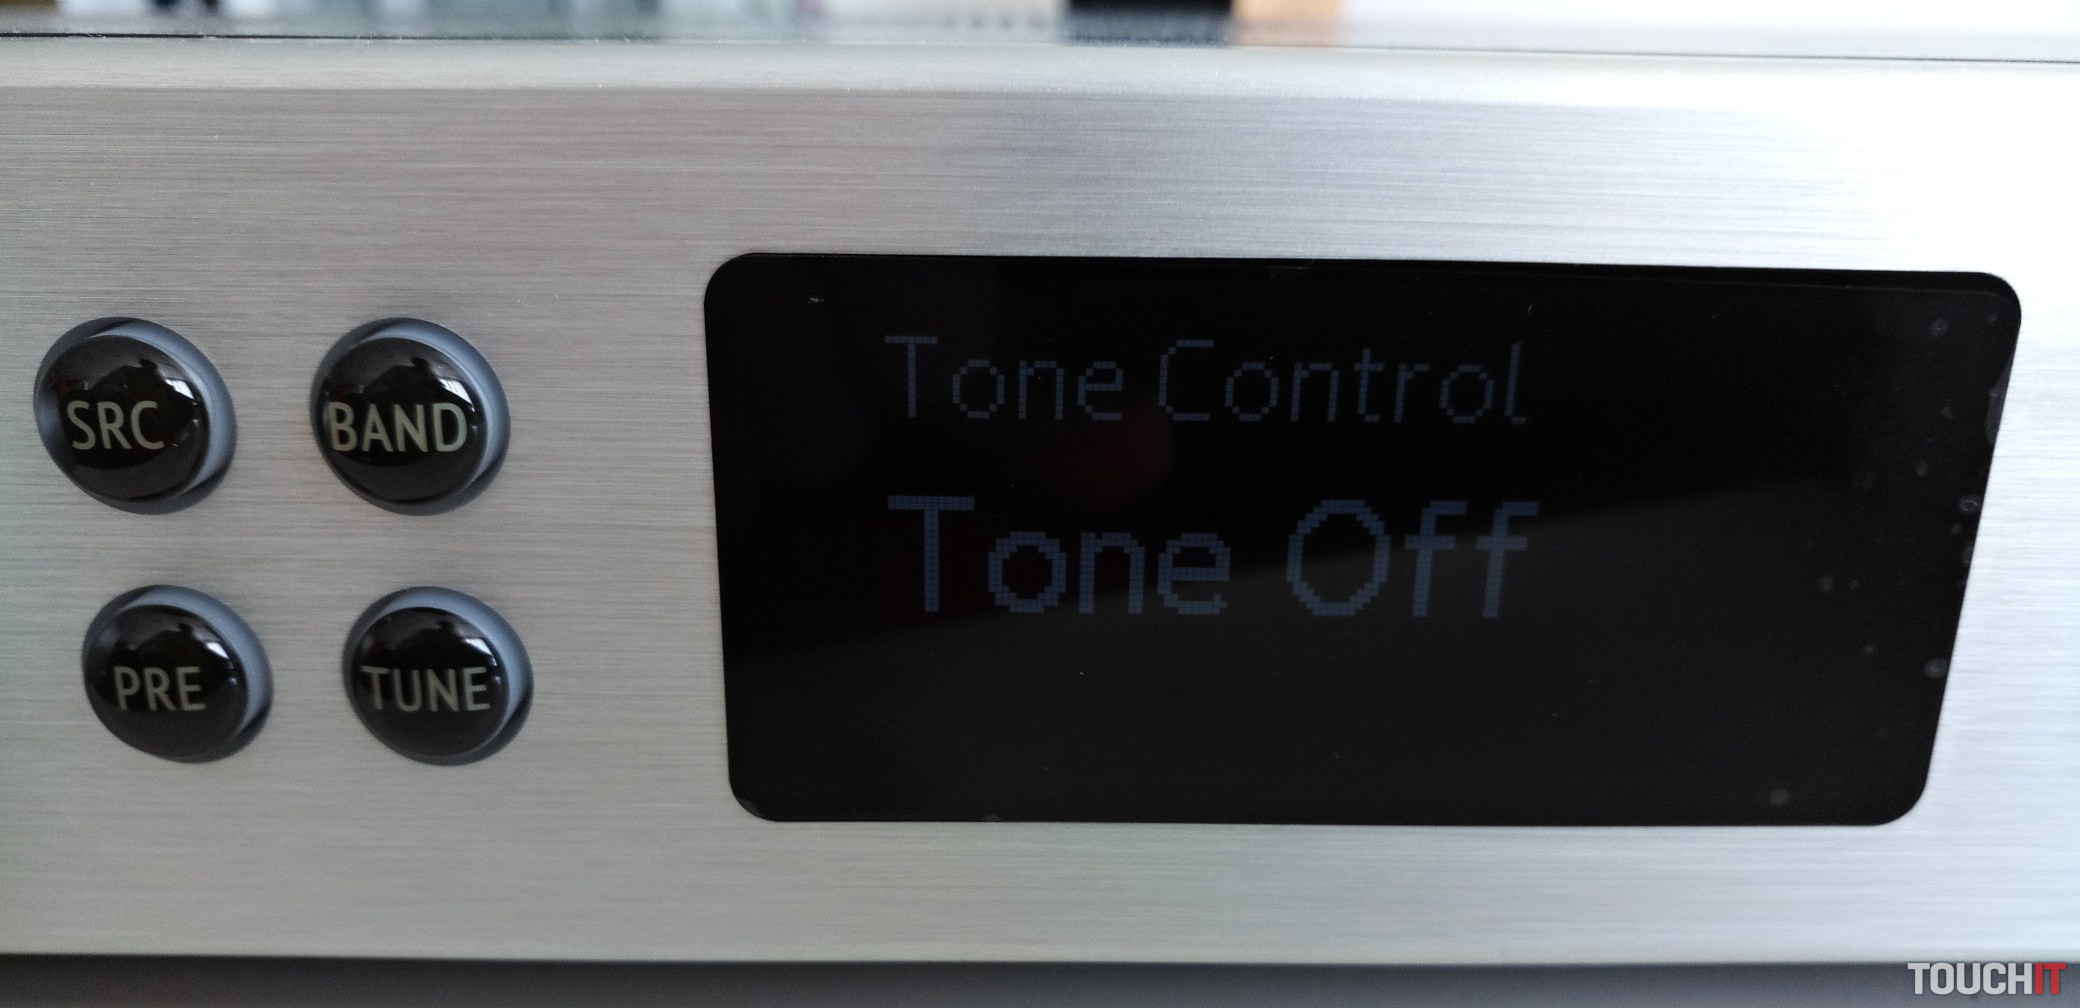 Tone Control
Tone Off
SRC
BAND
PRE
TUNE
TOUCHIT